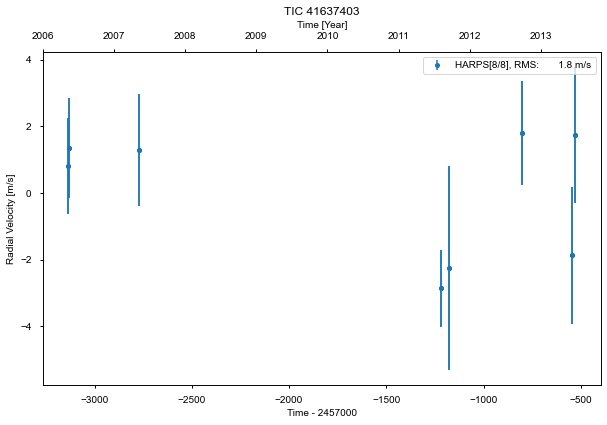 TIC 41637403
Time [Year]
2006 2007 2008 2009 2010 2011 2012 2013
HARPS[8/8], RMS: 1.8 m/s
Radial Velocity [m/s]
4
2
0
−2
−4
−3000 −2500 −2000 −1500 −1000 −500
Time - 2457000